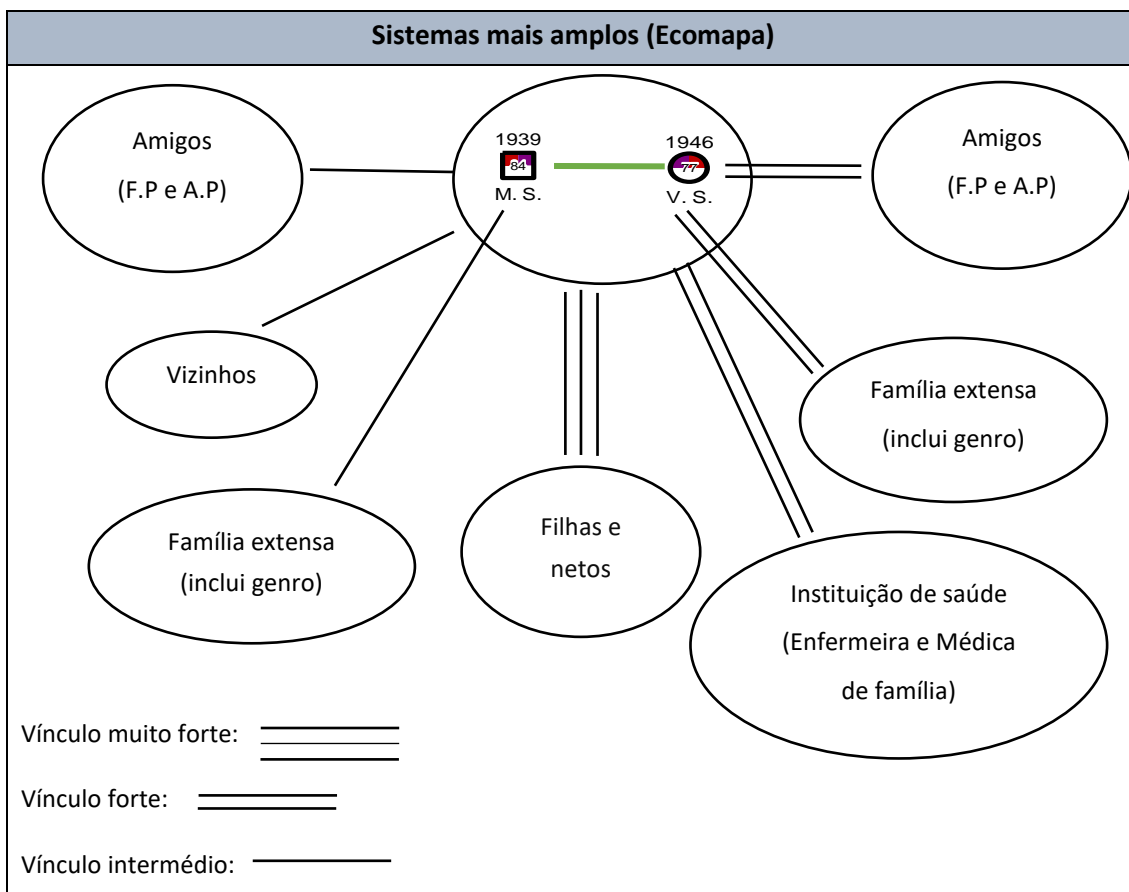 Sistemas mais amplos (Ecomapa)
Amigos
(F.P e A.P)
1939
84
M. S.
1946
77
V. S.
Amigos
(F.P e A.P)
Vizinhos
Família extensa
(inclui genro)
Família extensa
(inclui genro)
Filhas e
netos
Instituição de saúde
(Enfermeira e Médica
de família)
Vínculo muito forte:
Vínculo forte:
Vínculo intermédio: